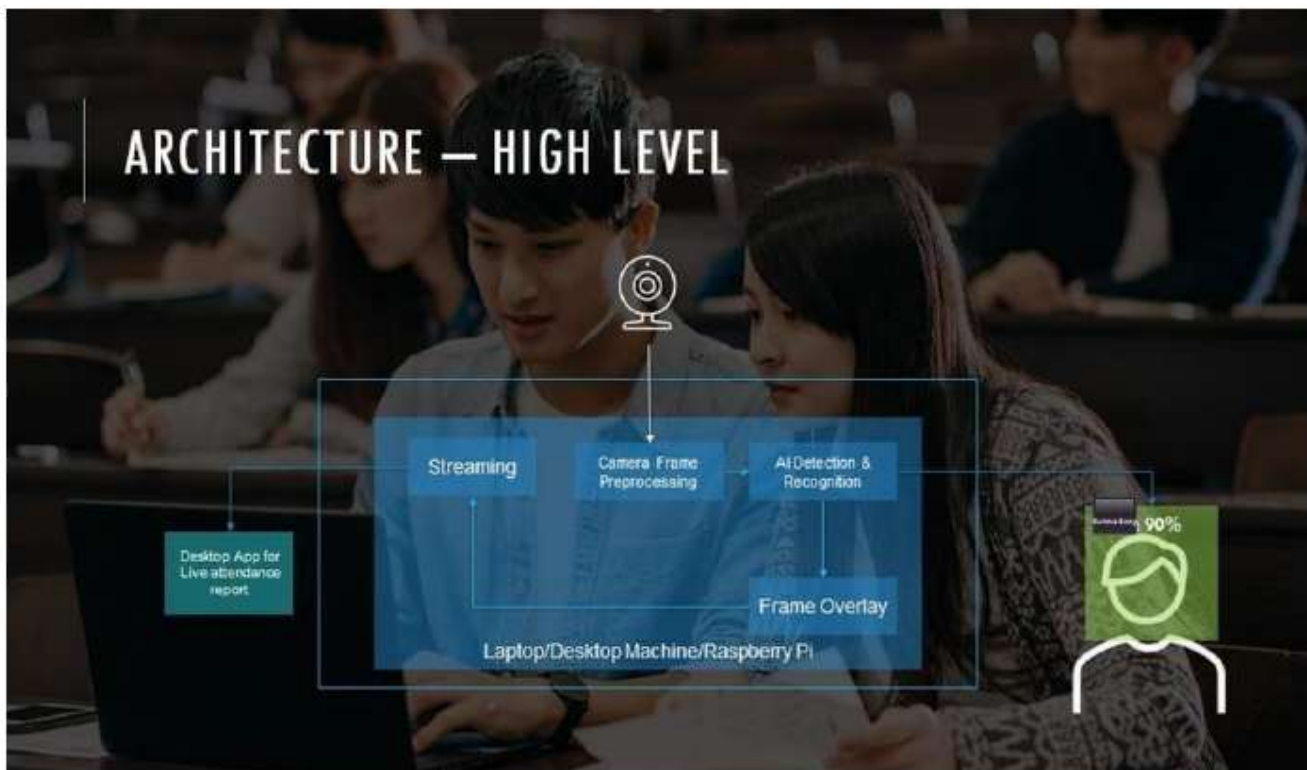 ARCHITECTURE — HIGH LEVEL
Streaming
Camera Frame
Preprocessing
AI Detection &
Recognition
90%
Desktop App for
Live attendance
report
Frame Overlay
Laptop/Desktop Machine/Raspberry Pi